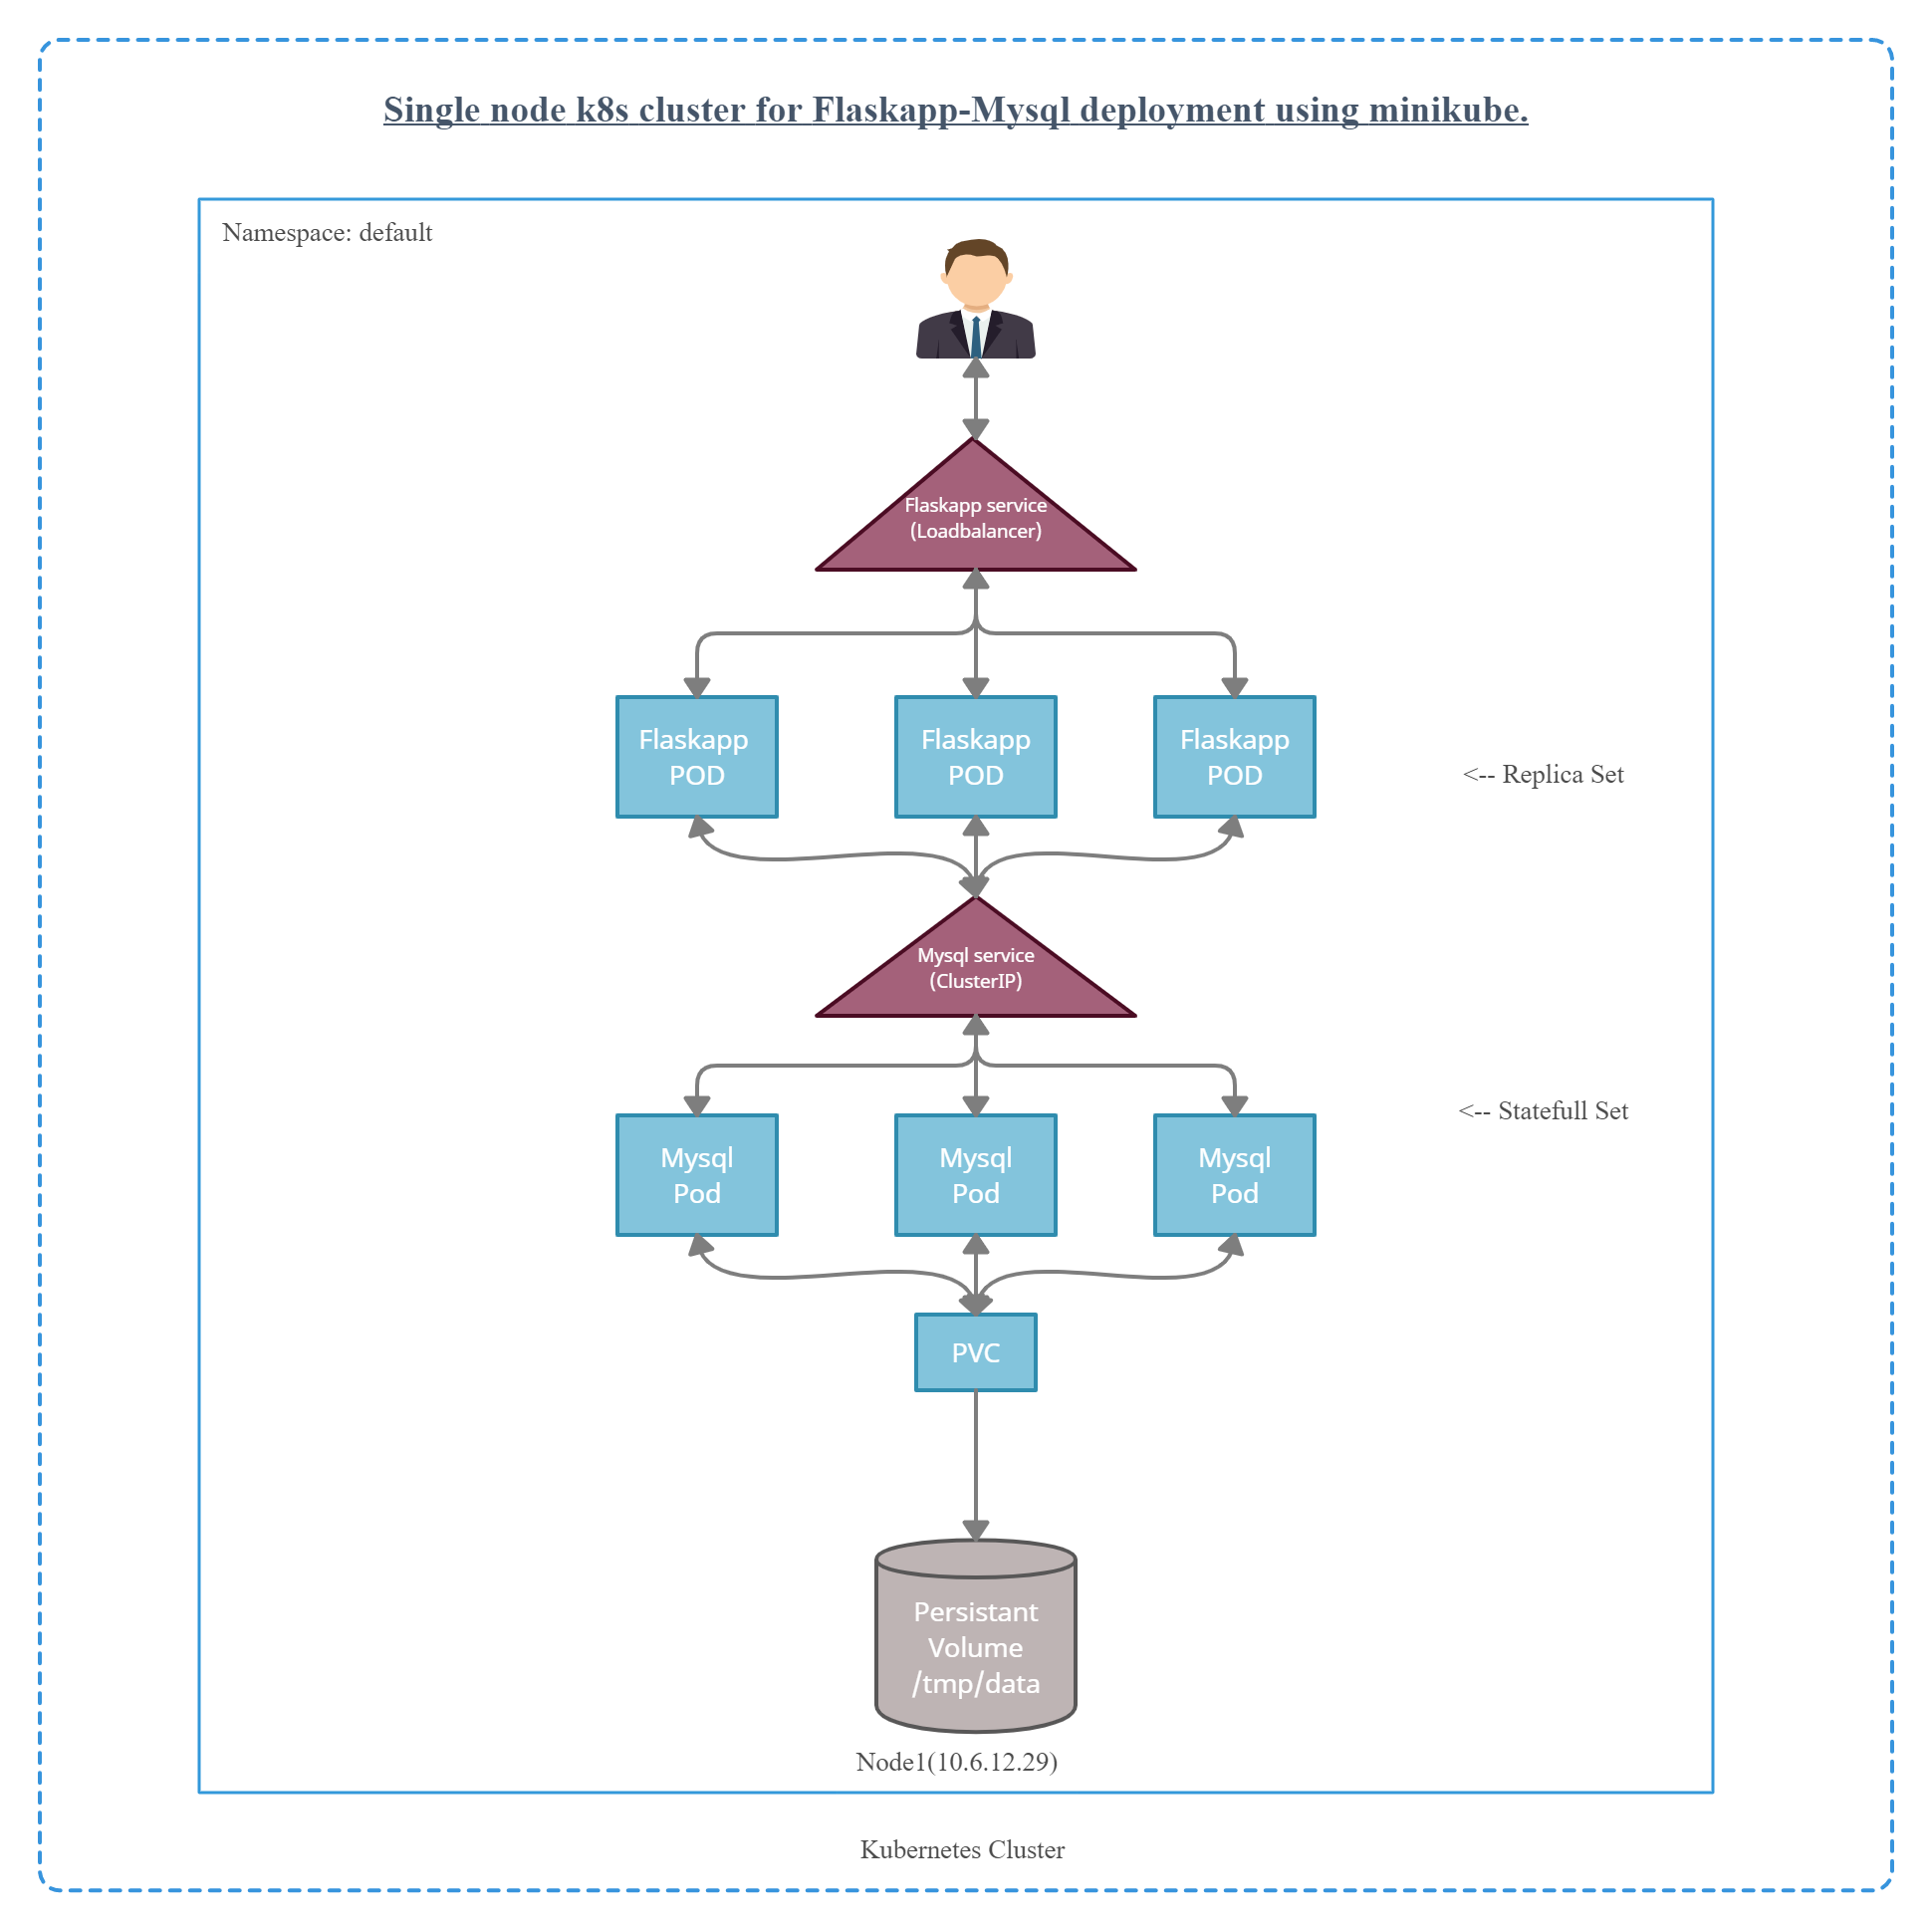 Single node k8s cluster for Flaskapp-Mysql deployment using minikube.
Namespace: default
Flaskapp service
(Loadbalancer)
Flaskapp
POD
Flaskapp
POD
Flaskapp
POD
<-- Replica Set
Mysql service
(ClusterIP)
<-- Statefull Set
Mysql
Pod
Mysql
Pod
Mysql
Pod
PVC
Persistant
Volume
/tmp/data
Node1(10.6.12.29)
Kubernetes Cluster